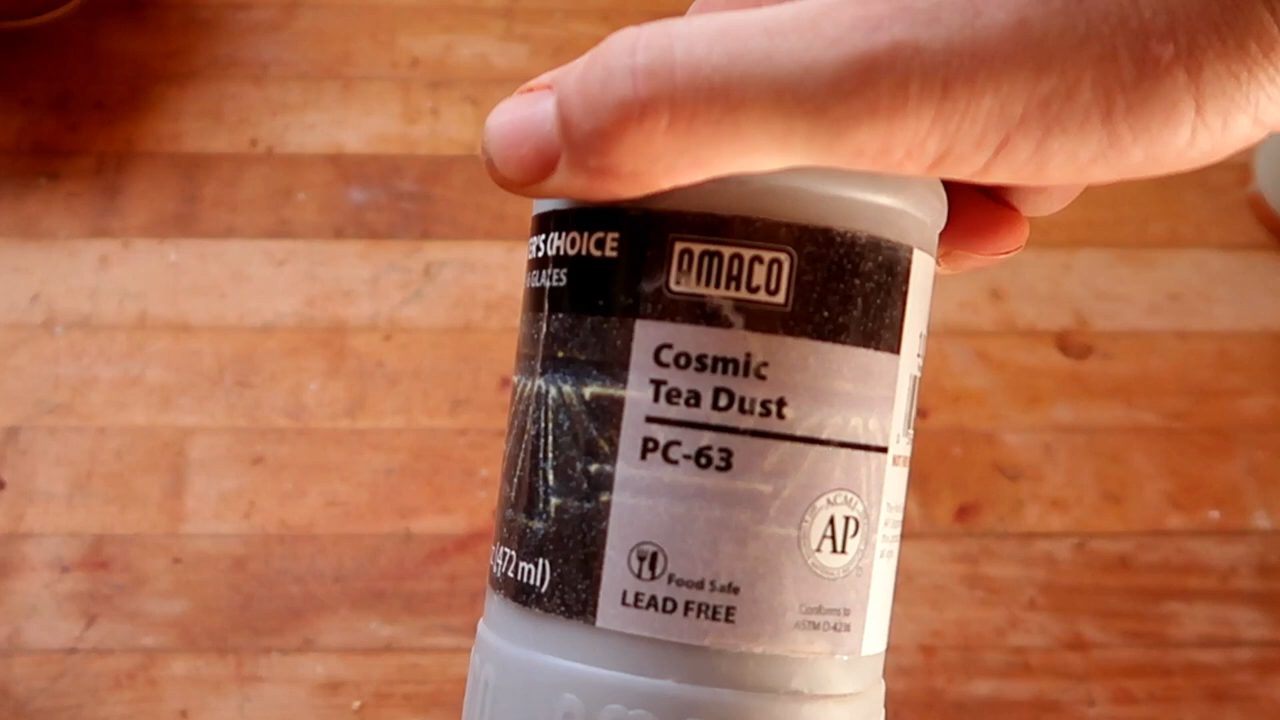 ER'S CHOICE
GLAZES
AMACO
Cosmic
Tea Dust
PC-63
ACMI
AP
(472 ml)
Food Safe
LEAD FREE
Conforms to
ASTM D-4236